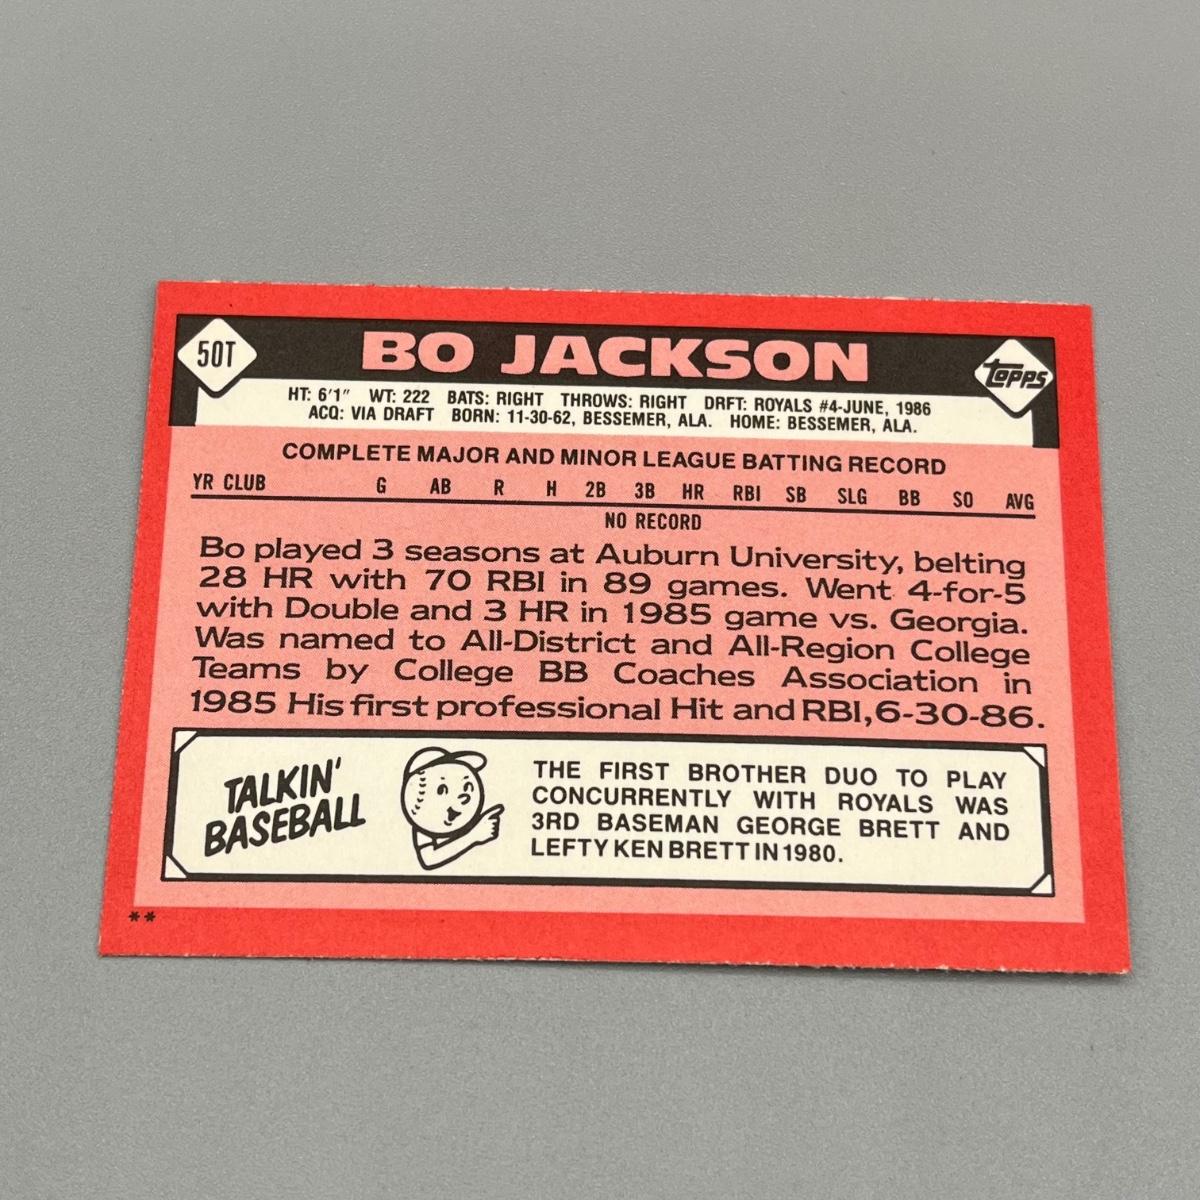 50T
BO JACKSON
TOPPS
HT: 6'1" WT: 222 BATS: RIGHT THROWS: RIGHT DRFT: ROYALS #4-JUNE, 1986
ACQ: VIA DRAFT BORN: 11-30-62, BESSEMER, ALA. HOME: BESSEMER, ALA.
COMPLETE MAJOR AND MINOR LEAGUE BATTING RECORD
YR CLUB G AB R H 2B 3B HR RBI SB SLG BB SO AVG
NO RECORD
Bo played 3 seasons at Auburn University, belting
28 HR with 70 RBI in 89 games. Went 4-for-5
with Double and 3 HR in 1985 game vs. Georgia.
Was named to All-District and All-Region College
Teams by College BB Coaches Association in
1985 His first professional Hit and RBI, 6-30-86.
TALKIN'
BASEBALL
THE FIRST BROTHER DUO TO PLAY
CONCURRENTLY WITH ROYALS WAS
3RD BASEMAN GEORGE BRETT AND
LEFTY KEN BRETT IN 1980.
**